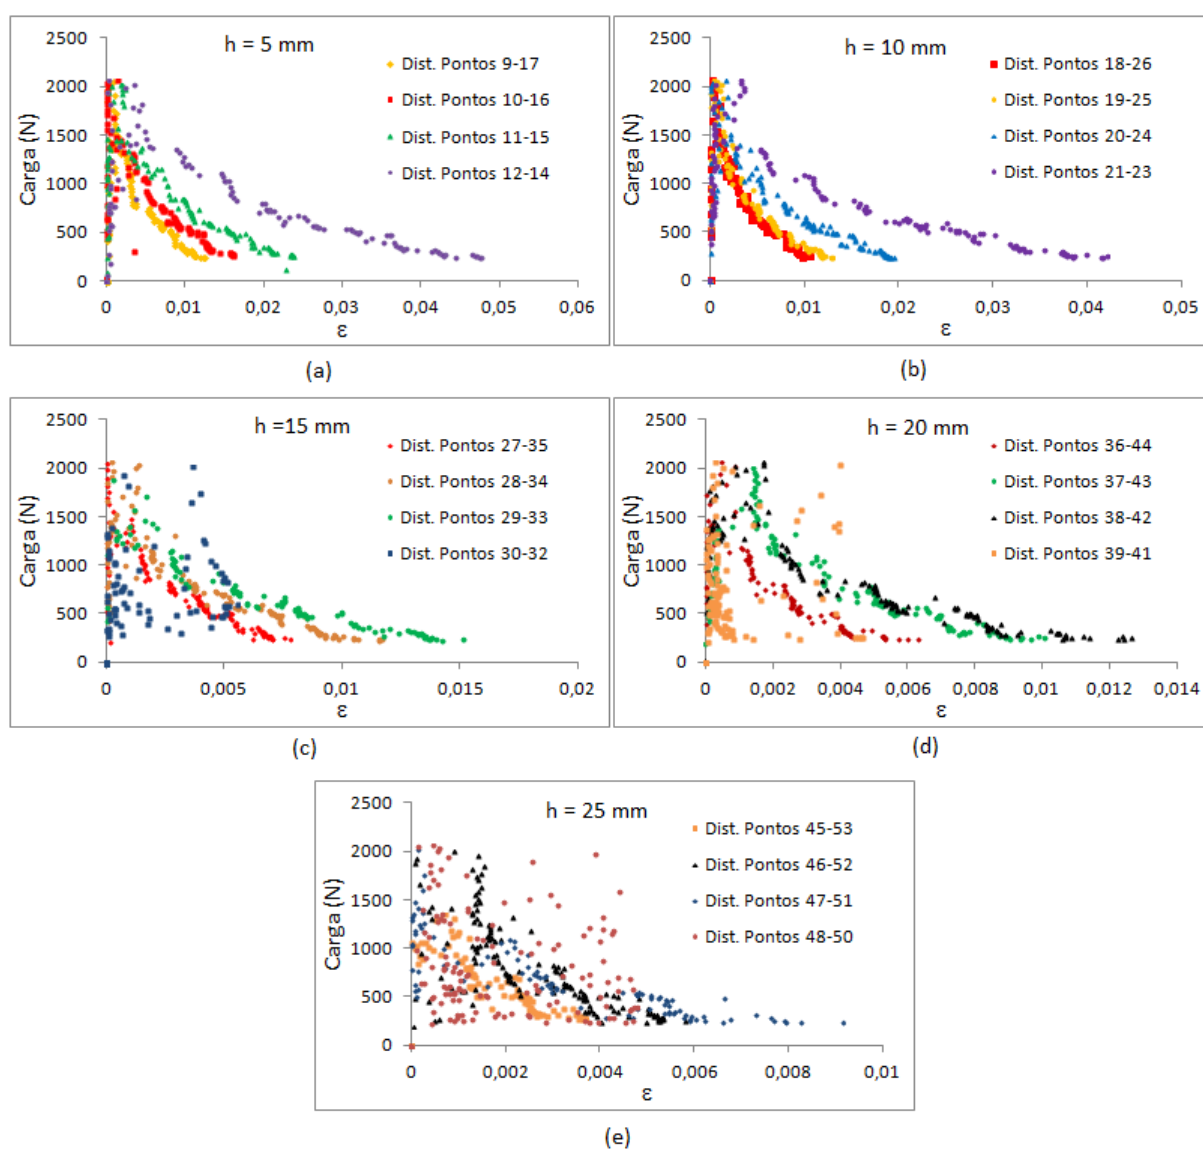 h = 5 mm
Carga (N)
2500
2000
1500
1000
500
0
0
0,01
0,02
0,03
0,04
0,05
0,06
ε
Dist. Pontos 9-17
Dist. Pontos 10-16
Dist. Pontos 11-15
Dist. Pontos 12-14
(a)
h = 10 mm
Carga (N)
2500
2000
1500
1000
500
0
0
0,01
0,02
0,03
0,04
0,05
ε
Dist. Pontos 18-26
Dist. Pontos 19-25
Dist. Pontos 20-24
Dist. Pontos 21-23
(b)
h =15 mm
Carga (N)
2500
2000
1500
1000
500
0
0
0,005
0,01
0,015
0,02
ε
Dist. Pontos 27-35
Dist. Pontos 28-34
Dist. Pontos 29-33
Dist. Pontos 30-32
(c)
h = 20 mm
Carga (N)
2500
2000
1500
1000
500
0
0
0,002
0,004
0,006
0,008
0,01
0,012
0,014
ε
Dist. Pontos 36-44
Dist. Pontos 37-43
Dist. Pontos 38-42
Dist. Pontos 39-41
(d)
h = 25 mm
Carga (N)
2500
2000
1500
1000
500
0
0
0,002
0,004
0,006
0,008
0,01
ε
Dist. Pontos 45-53
Dist. Pontos 46-52
Dist. Pontos 47-51
Dist. Pontos 48-50
(e)